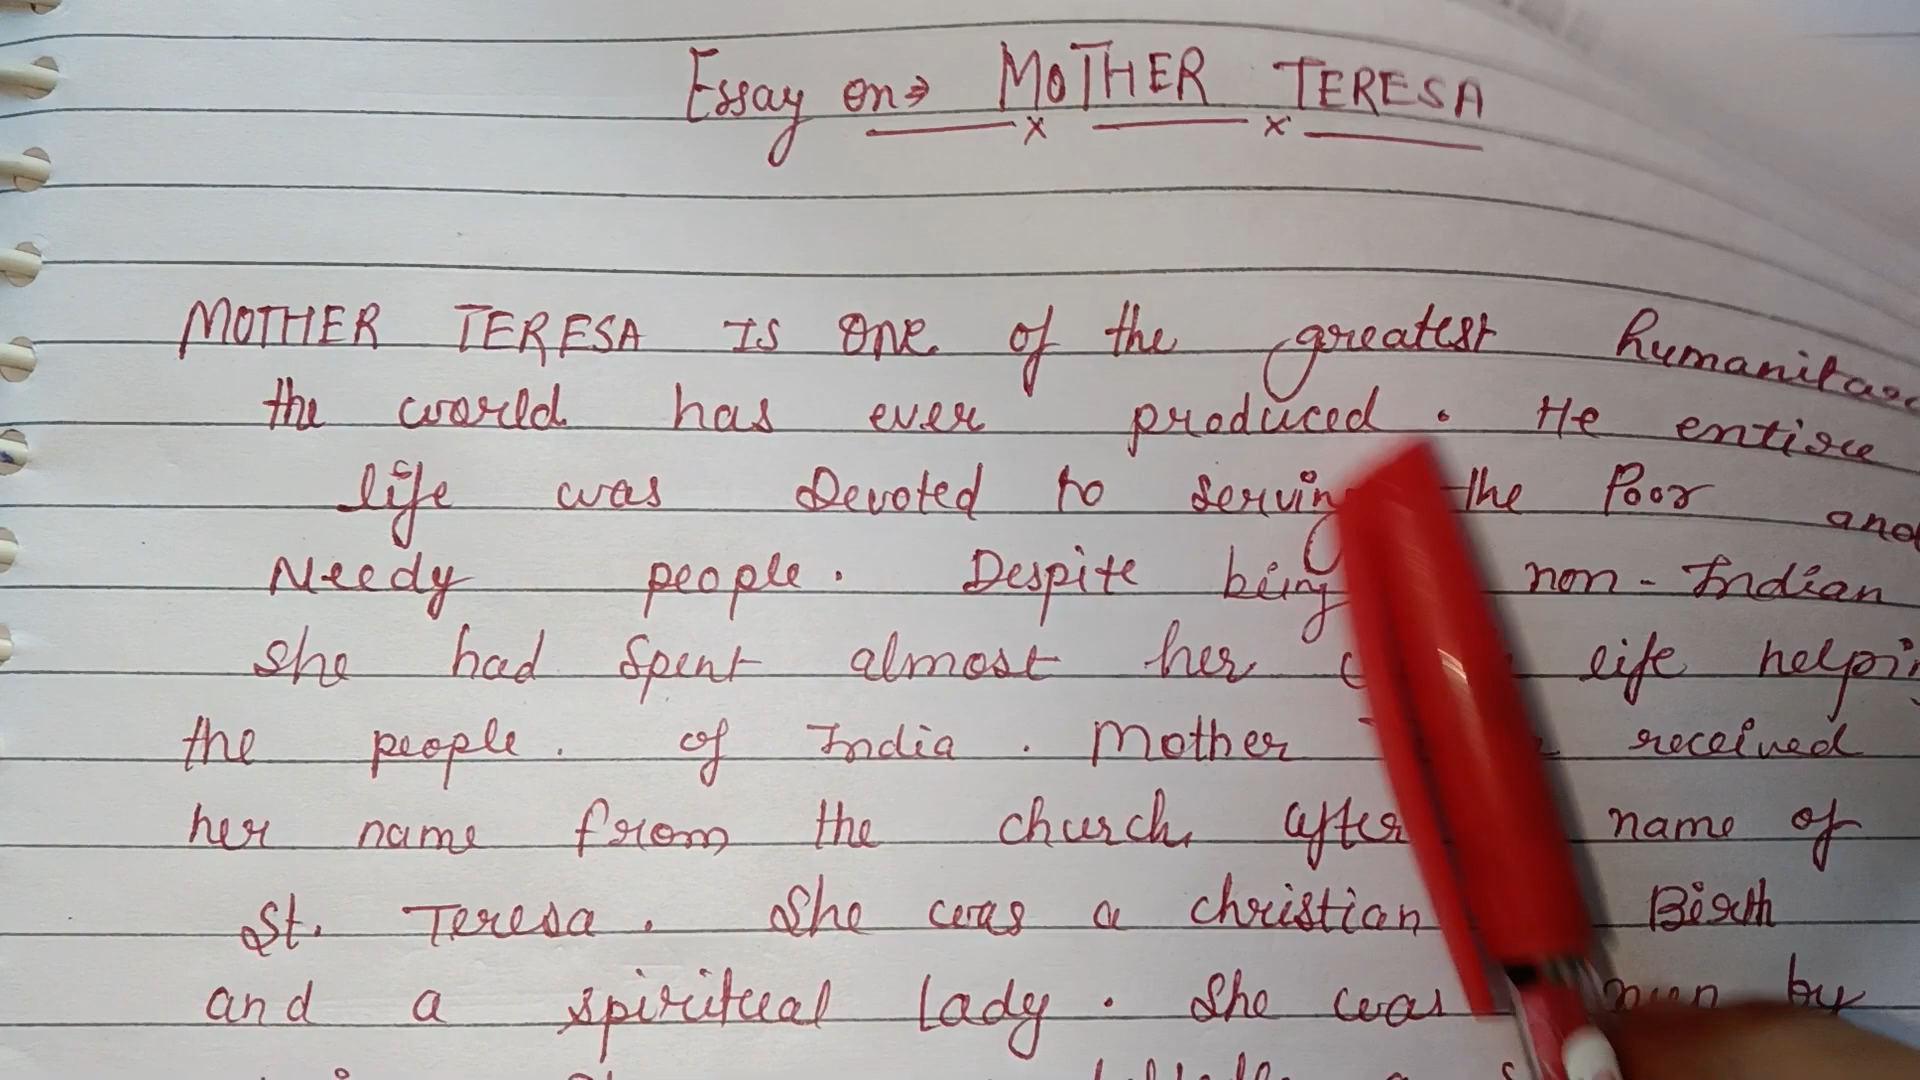 Essay on → MOTHER TERESA
MOTHER TERESA IS one of the greatest
the world has ever produced. He entire
life was Devoted to serving the Poor and
Needy people. Despite being non-Indian
she had spent almost her life
the people. of India. Mother received
her name from the church after name of
St. Teresa. She was a christian Birth
and a spiritual lady. She was nun by